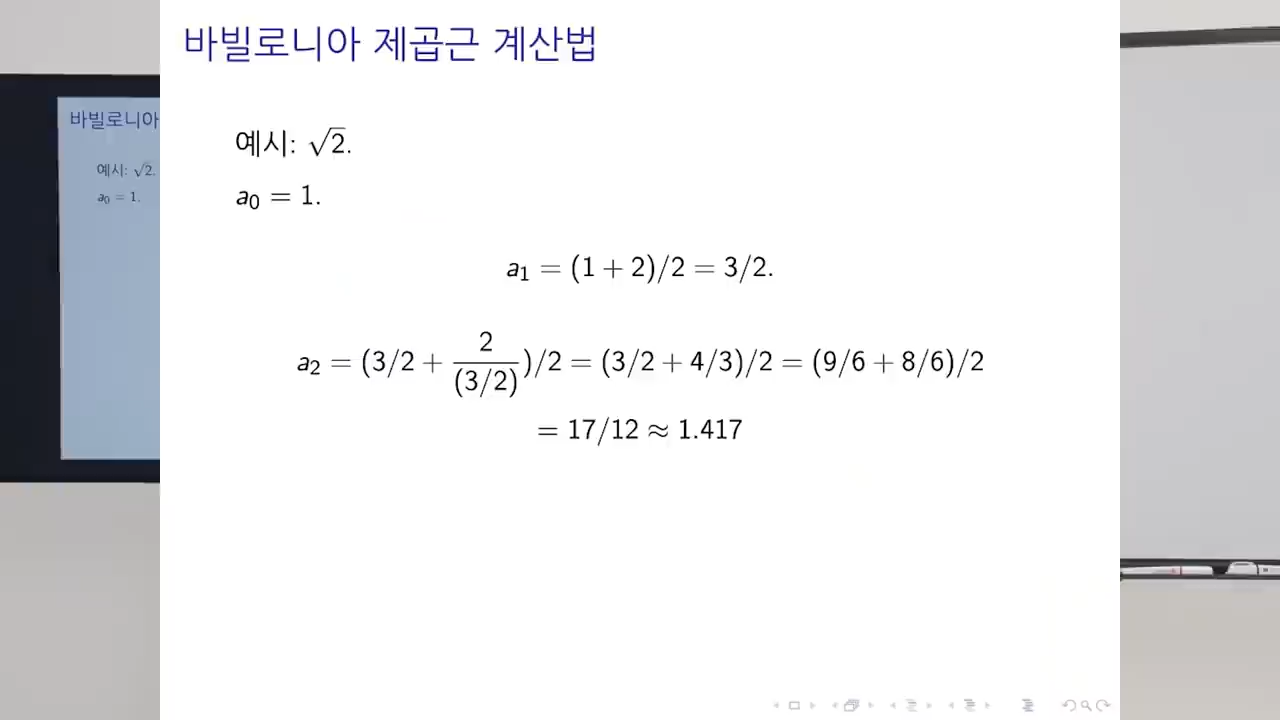 바빌로니아 제곱근 계산법
예시: √2.
a₀ = 1.
a₁ = (1 + 2)/2 = 3/2.
a₂ = (3/2 + 2/(3/2))/2 = (3/2 + 4/3)/2 = (9/6 + 8/6)/2
= 17/12 ≈ 1.417
바빌로니아
예시: √2.
a₀ = 1.